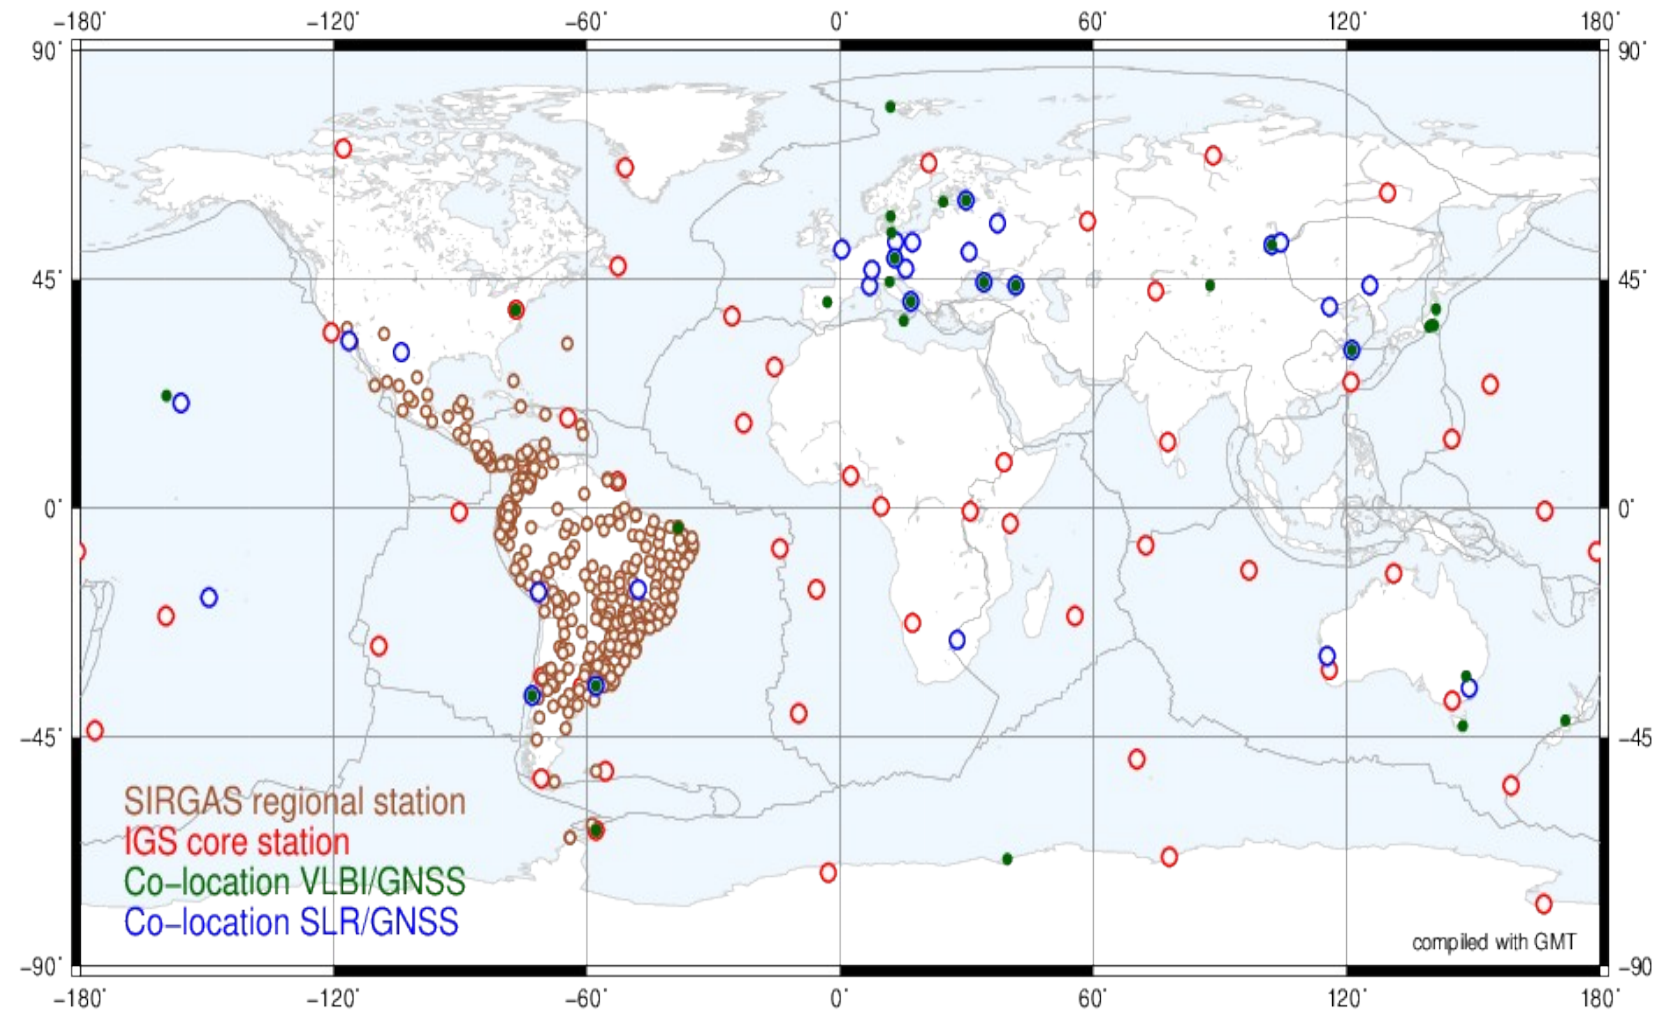 −180˙ −120˙ −60˙ 0˙ 60˙ 120˙ 180˙
90˙ 90˙
45˙ 45˙
0˙ 0˙
−45˙ −45
SIRGAS regional station
IGS core station
Co−location VLBI/GNSS
Co−location SLR/GNSS
compiled with GMT
−90˙ −90
−180˙ −120˙ −60˙ 0˙ 60˙ 120˙ 180˙